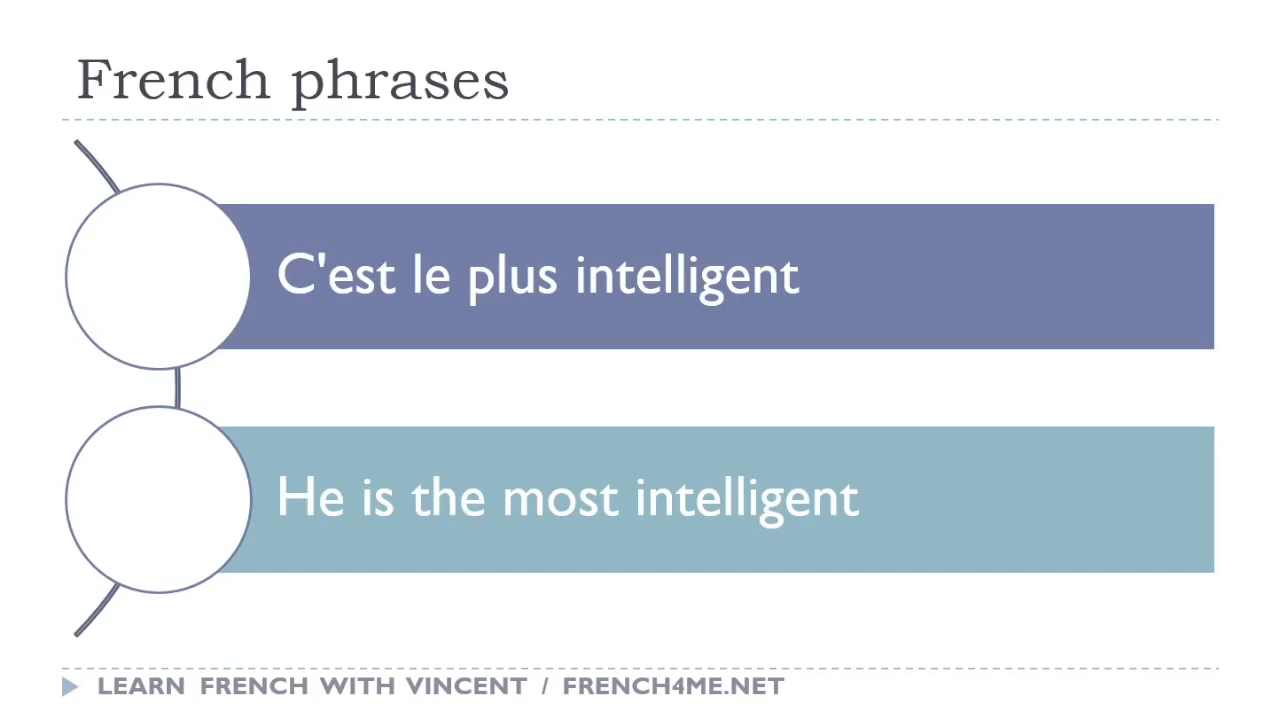 French phrases
C'est le plus intelligent
He is the most intelligent
LEARN FRENCH WITH VINCENT / FRENCH4ME.NET